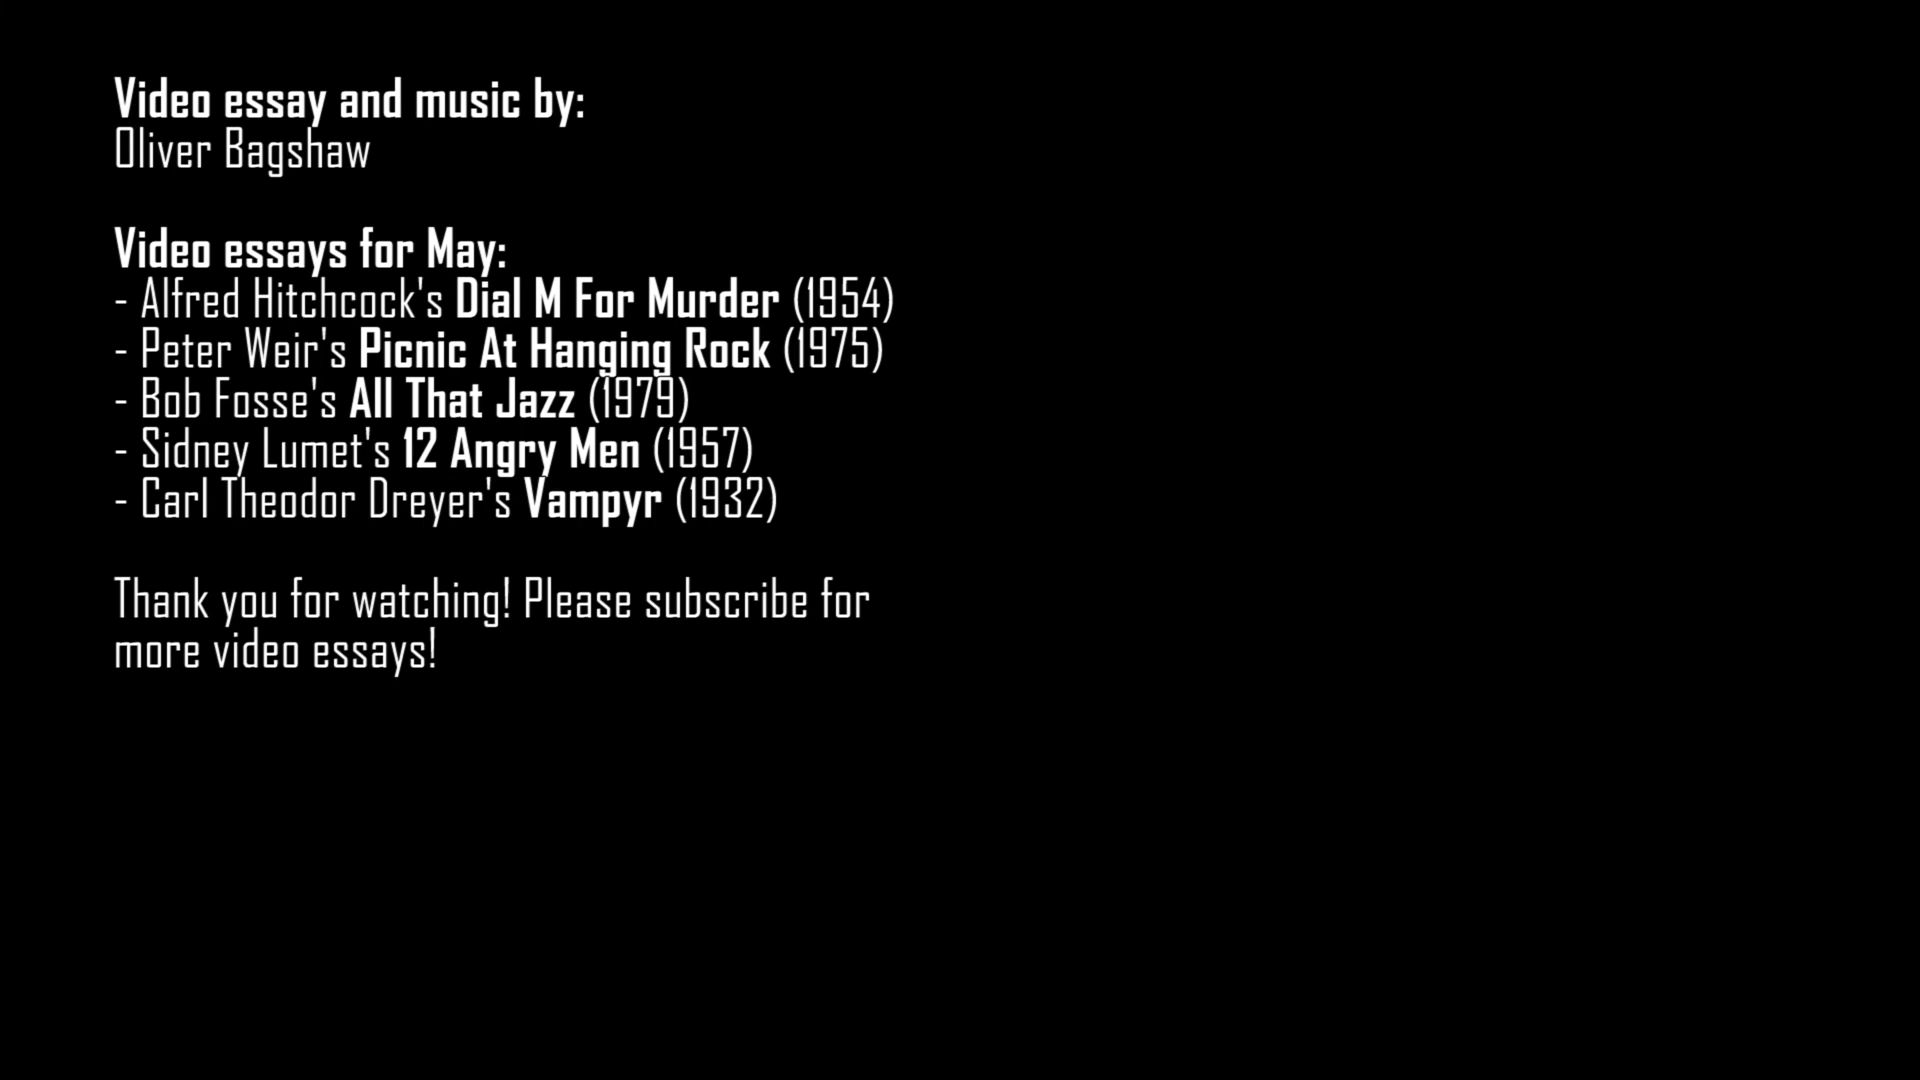 Video essay and music by:
Oliver Bagshaw
Video essays for May:
- Alfred Hitchcock's Dial M For Murder (1954)
- Peter Weir's Picnic At Hanging Rock (1975)
- Bob Fosse's All That Jazz (1979)
- Sidney Lumet's 12 Angry Men (1957)
- Carl Theodor Dreyer's Vampyr (1932)
Thank you for watching! Please subscribe for
more video essays!